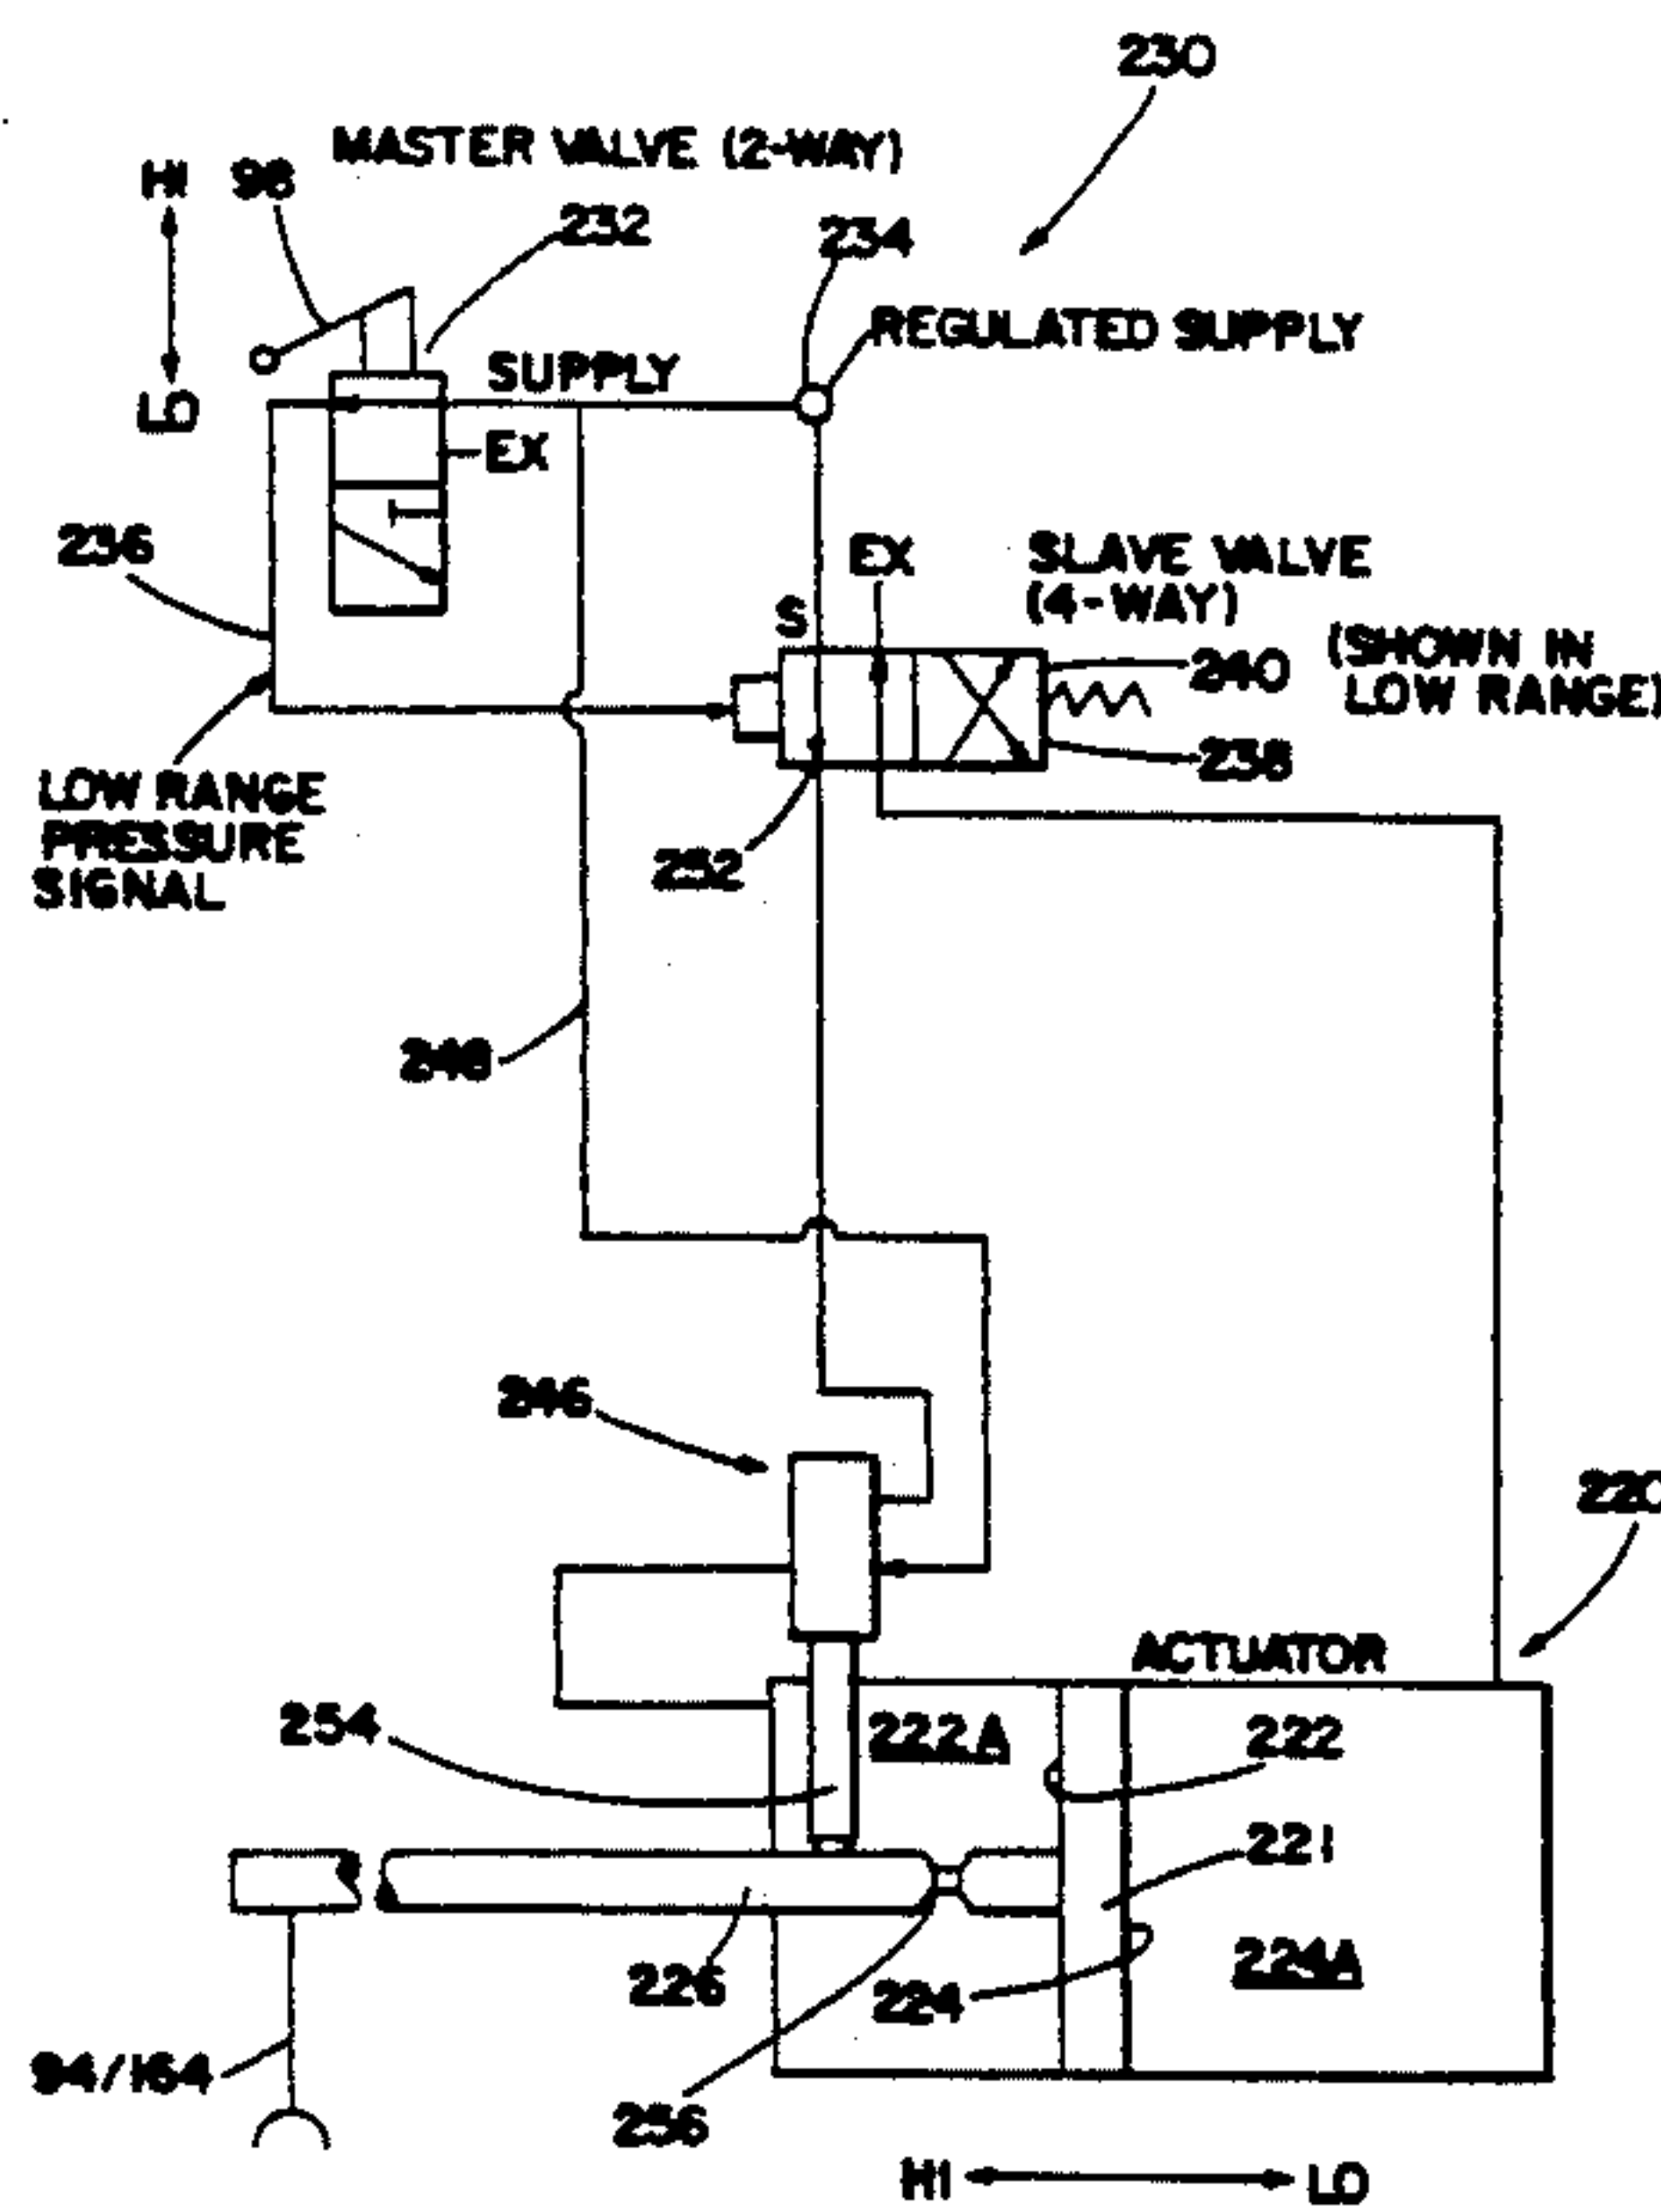 230
MASTER VALVE (2-WAY)
HI 98
232
234
REGULATED SUPPLY
SUPPLY
LO
EX
236
EX
SLAVE VALVE
(4-WAY)
S
240
(SHOWN IN
LOW RANGE)
238
LOW RANGE
PRESSURE
SIGNAL
252
248
246
220
ACTUATOR
254
222A
222
221
226
224
224A
94/164
256
HI LO